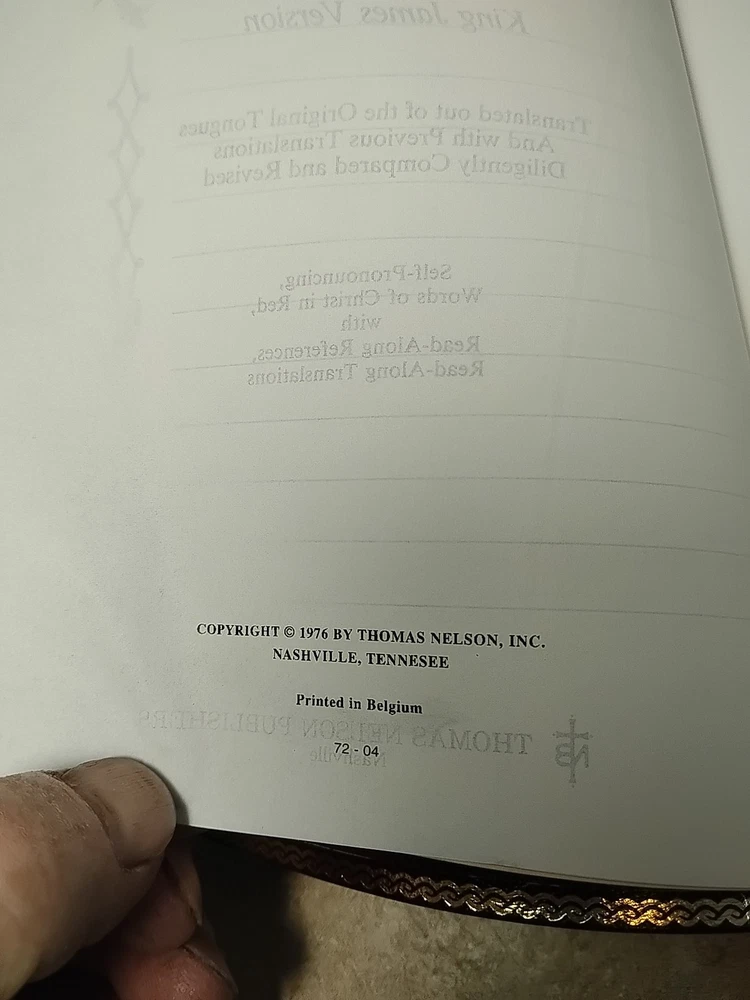 King James Version
Translated out of the Original Tongues
And with Previous Translations
Diligently Compared and Revised
Self-Pronouncing,
Words of Christ in Red,
with
Read-Along References,
Read-Along Translations
COPYRIGHT © 1976 BY THOMAS NELSON, INC.
NASHVILLE, TENNESEE
Printed in Belgium
THOMAS NELSON PUBLISHERS
72 - 04
Nashville